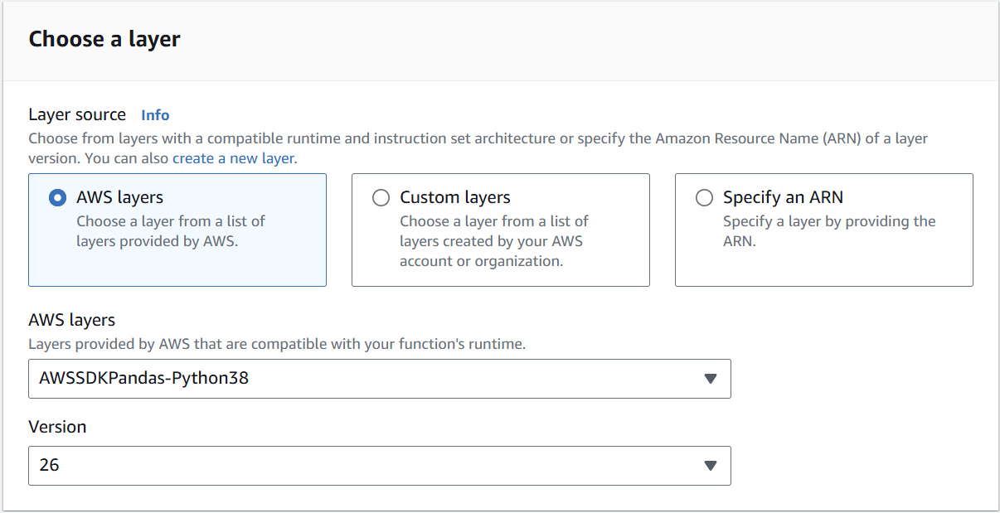 Choose a layer
Layer source Info
Choose from layers with a compatible runtime and instruction set architecture or specify the Amazon Resource Name (ARN) of a layer
version. You can also create a new layer.
AWS layers
Choose a layer from a list of
layers provided by AWS.
Custom layers
Choose a layer from a list of
layers created by your AWS
account or organization.
Specify an ARN
Specify a layer by providing the
ARN.
AWS layers
Layers provided by AWS that are compatible with your function's runtime.
AWSSDKPandas-Python38
Version
26